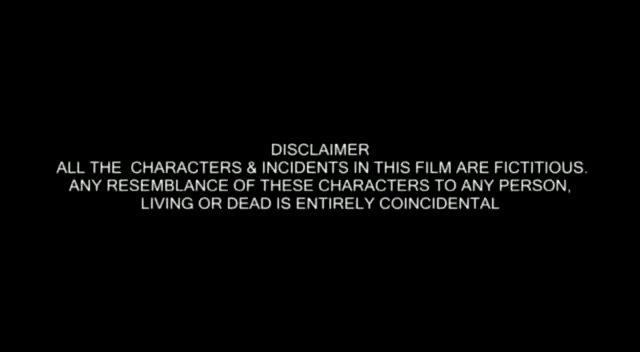 DISCLAIMER
ALL THE CHARACTERS & INCIDENTS IN THIS FILM ARE FICTITIOUS.
ANY RESEMBLANCE OF THESE CHARACTERS TO ANY PERSON,
LIVING OR DEAD IS ENTIRELY COINCIDENTAL